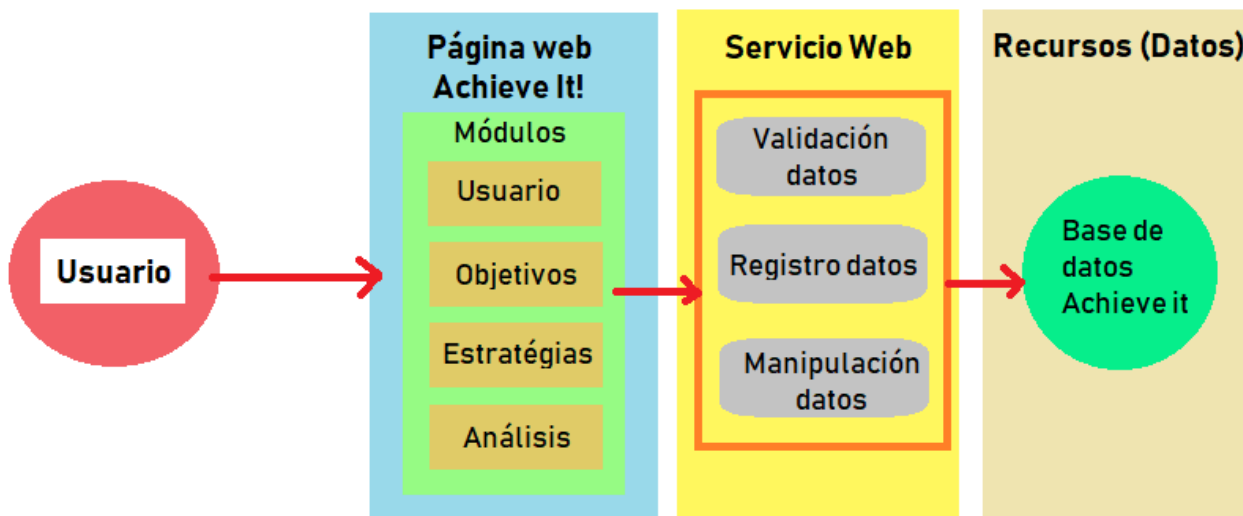 Usuario
Página web
Achieve It!
Módulos
Usuario
Objetivos
Estratégias
Análisis
Servicio Web
Validación
datos
Registro datos
Manipulación
datos
Recursos (Datos)
Base de
datos
Achieve it